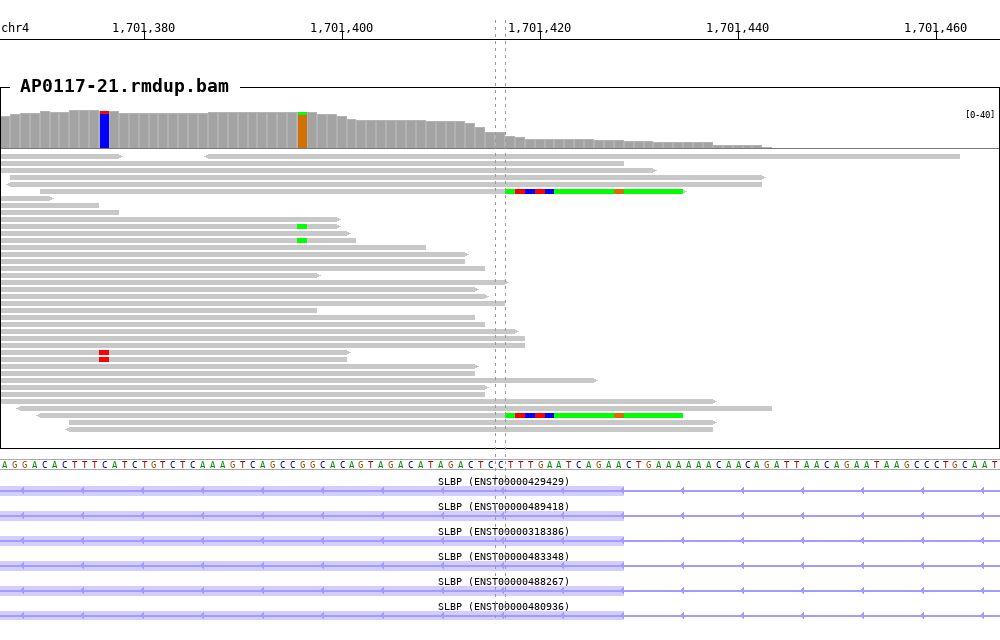 chr4 1,701,380 1,701,400 1,701,420 1,701,440 1,701,460
AP0117-21.rmdup.bam
[0-40]
A G G A C A C T T T C A T C T G T C T C A A A G T C A G C C G G C A C A G T A G A C A T A G A C T C C T T T G A A T C A G A A C T G A A A A A A C A A C A G A T T A A C A G A A T A A G C C C T G C A A T
SLBP (ENST00000429429)
SLBP (ENST00000489418)
SLBP (ENST00000318386)
SLBP (ENST00000483348)
SLBP (ENST00000488267)
SLBP (ENST00000480936)